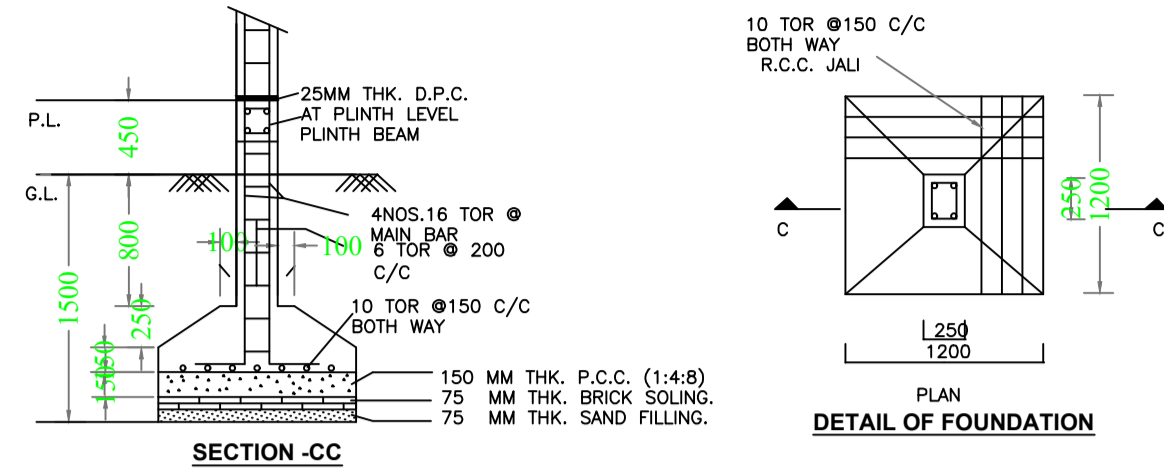 25MM THK. D.P.C.
AT PLINTH LEVEL
PLINTH BEAM
P.L.
450
G.L.
4NOS.16 TOR @
MAIN BAR
100
100
6 TOR @ 200
C/C
800
1500
250
10 TOR @150 C/C
BOTH WAY
150
150
150 MM THK. P.C.C. (1:4:8)
75 MM THK. BRICK SOLING.
75 MM THK. SAND FILLING.
SECTION -CC
10 TOR @150 C/C
BOTH WAY
R.C.C. JALI
250
1200
C
C
250
1200
PLAN
DETAIL OF FOUNDATION